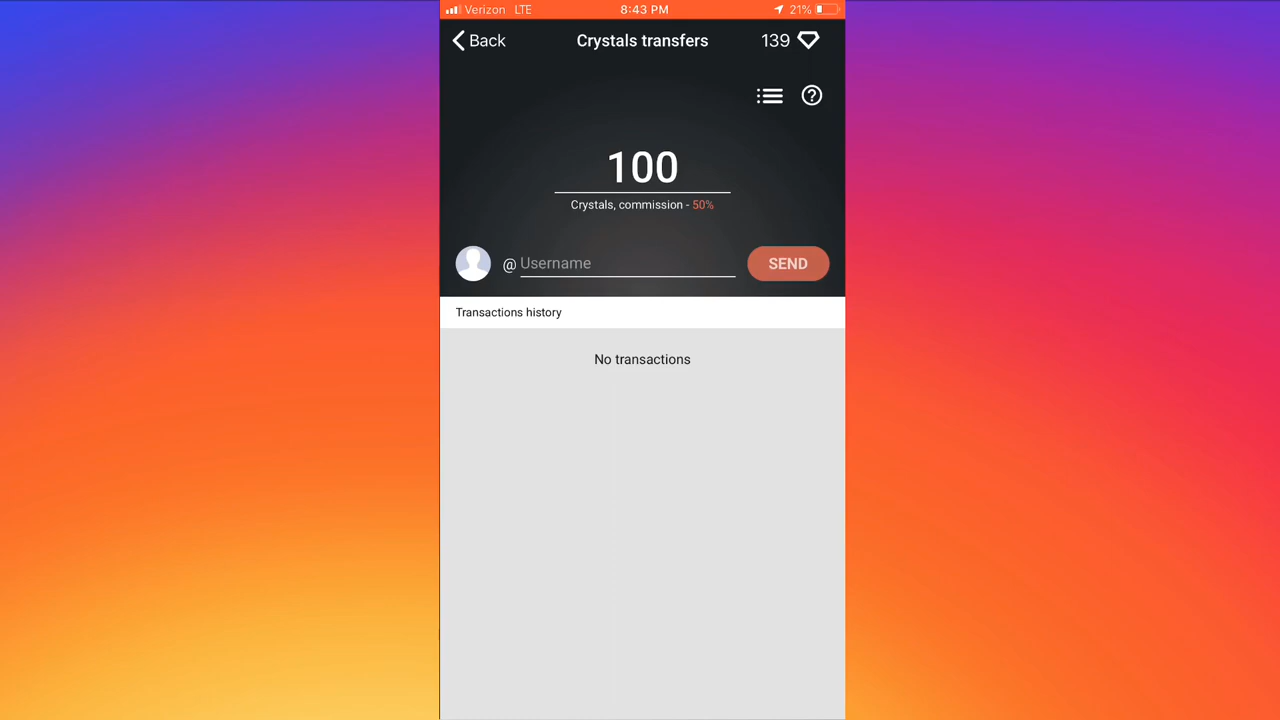 Verizon LTE 8:43 PM 21%
Back Crystals transfers 139
100
Crystals, commission - 50%
@ Username SEND
Transactions history
No transactions